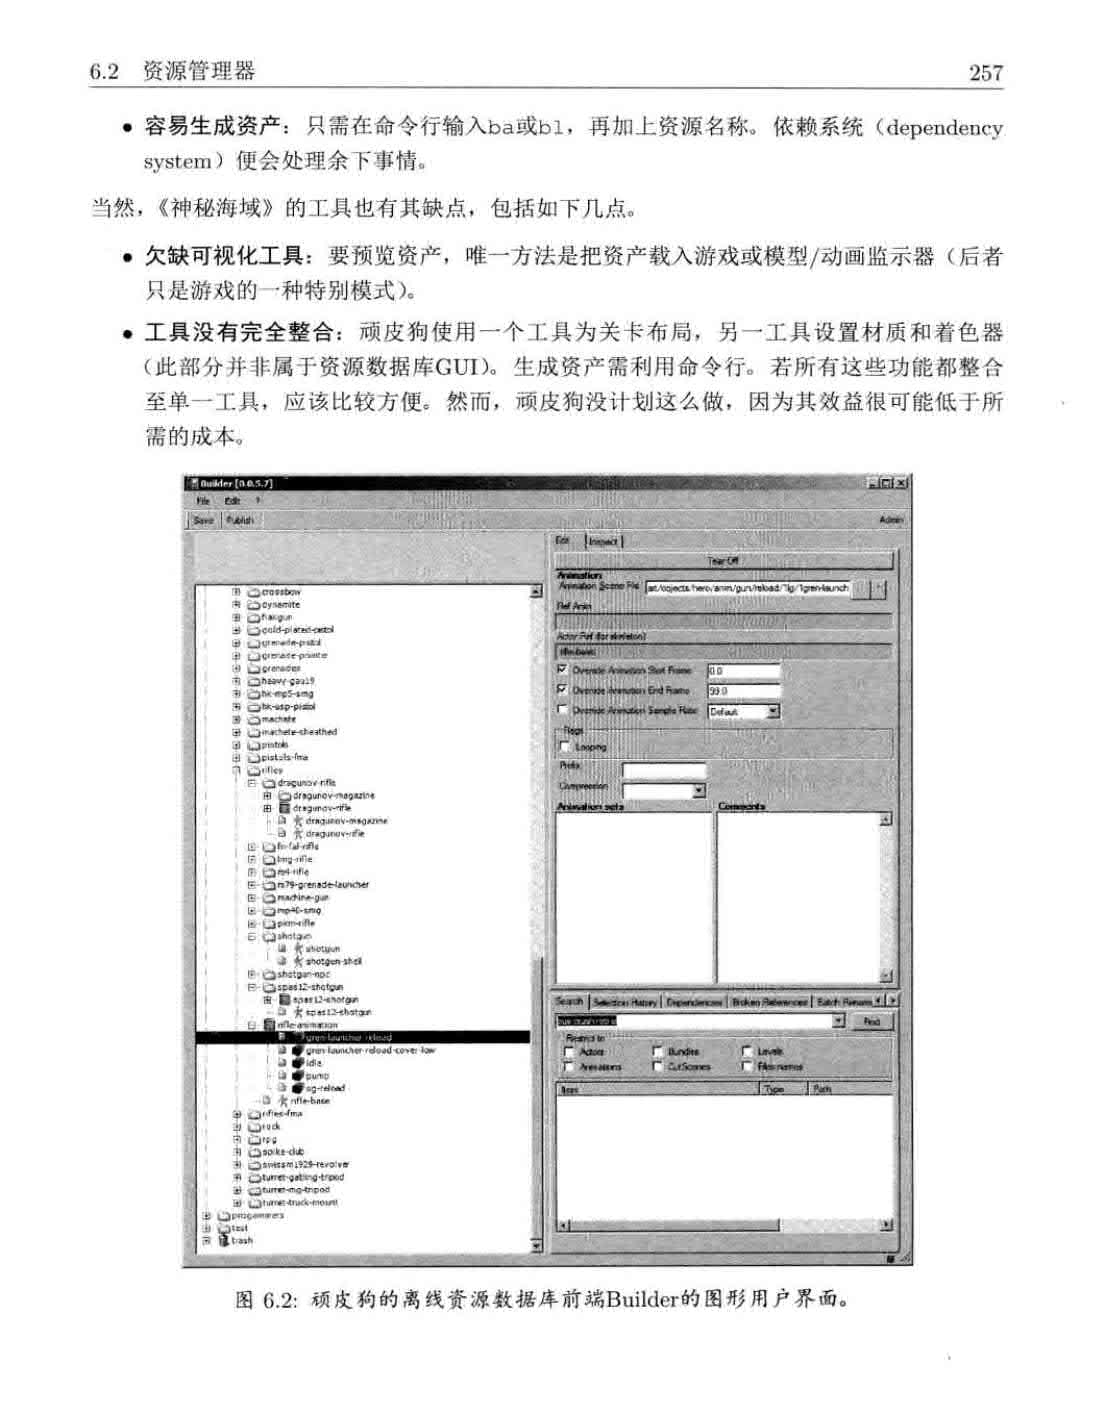 6.2 资源管理器 257
• 容易生成资产：只需在命令行输入ba或bl，再加上资源名称。依赖系统（dependency
system）便会处理余下事情。
当然，《神秘海域》的工具也有其缺点，包括如下几点。
• 欠缺可视化工具：要预览资产，唯一方法是把资产载入游戏或模型/动画监示器（后者
只是游戏的一种特别模式）。
• 工具没有完全整合：顽皮狗使用一个工具为关卡布局，另一工具设置材质和着色器
（此部分并非属于资源数据库GUI）。生成资产需利用命令行。若所有这些功能都整合
至单一工具，应该比较方便。然而，顽皮狗没计划这么做，因为其效益很可能低于所
需的成本。
Builder [0.0.5.7]
File Edit ?
Save Publish Admin
Edit Inspect
Tear Off
Animation
Animation Scene File art/objects/hero/anim/gun/reload/
Ref Anim
Actor Ref (for skeleton)
rifle-base
Override Animation Start Frame 0.0
Override Animation End Frame 99.0
Override Animation Sample Rate Default
Flags
Looping
Prefix
Compression
Animation sets Comments
crossbow
dynamite
gold-plated-pistol
grenade-pistol
grenades
heavy-gau19
hk-mp5-smg
hk-usp-pistol
machete
machete-sheathed
pistols
pistols-fma
rifles
dragunov-rifle
dragunov-magazine
dragunov-rifle
dragunov-magazine
dragunov-rifle
fn-fal-rifle
lmg-rifle
m4-rifle
m79-grenade-launcher
machine-gun
mp40-smg
pkm-rifle
shotgun
shotgun
shotgun-shell
shotgun-npc
spas12-shotgun
spas12-shotgun
spas12-shotgun
rifle-animation
gren-launcher-reload
gren-launcher-reload-cover-low
idle
pump
sg-reload
rifle-base
rifles-fma
rock
rpg
spike-club
swissm1929-revolver
turret-gatling-tripod
turret-mg-tripod
turret-truck-mount
programmers
test
trash
Search Selection History Dependencies Broken References Batch Rename
Find
Restrict to
Actors Bundles Levels
Animations CutScenes Filenames
Item Type Path
图 6.2: 顽皮狗的离线资源数据库前端Builder的图形用户界面。